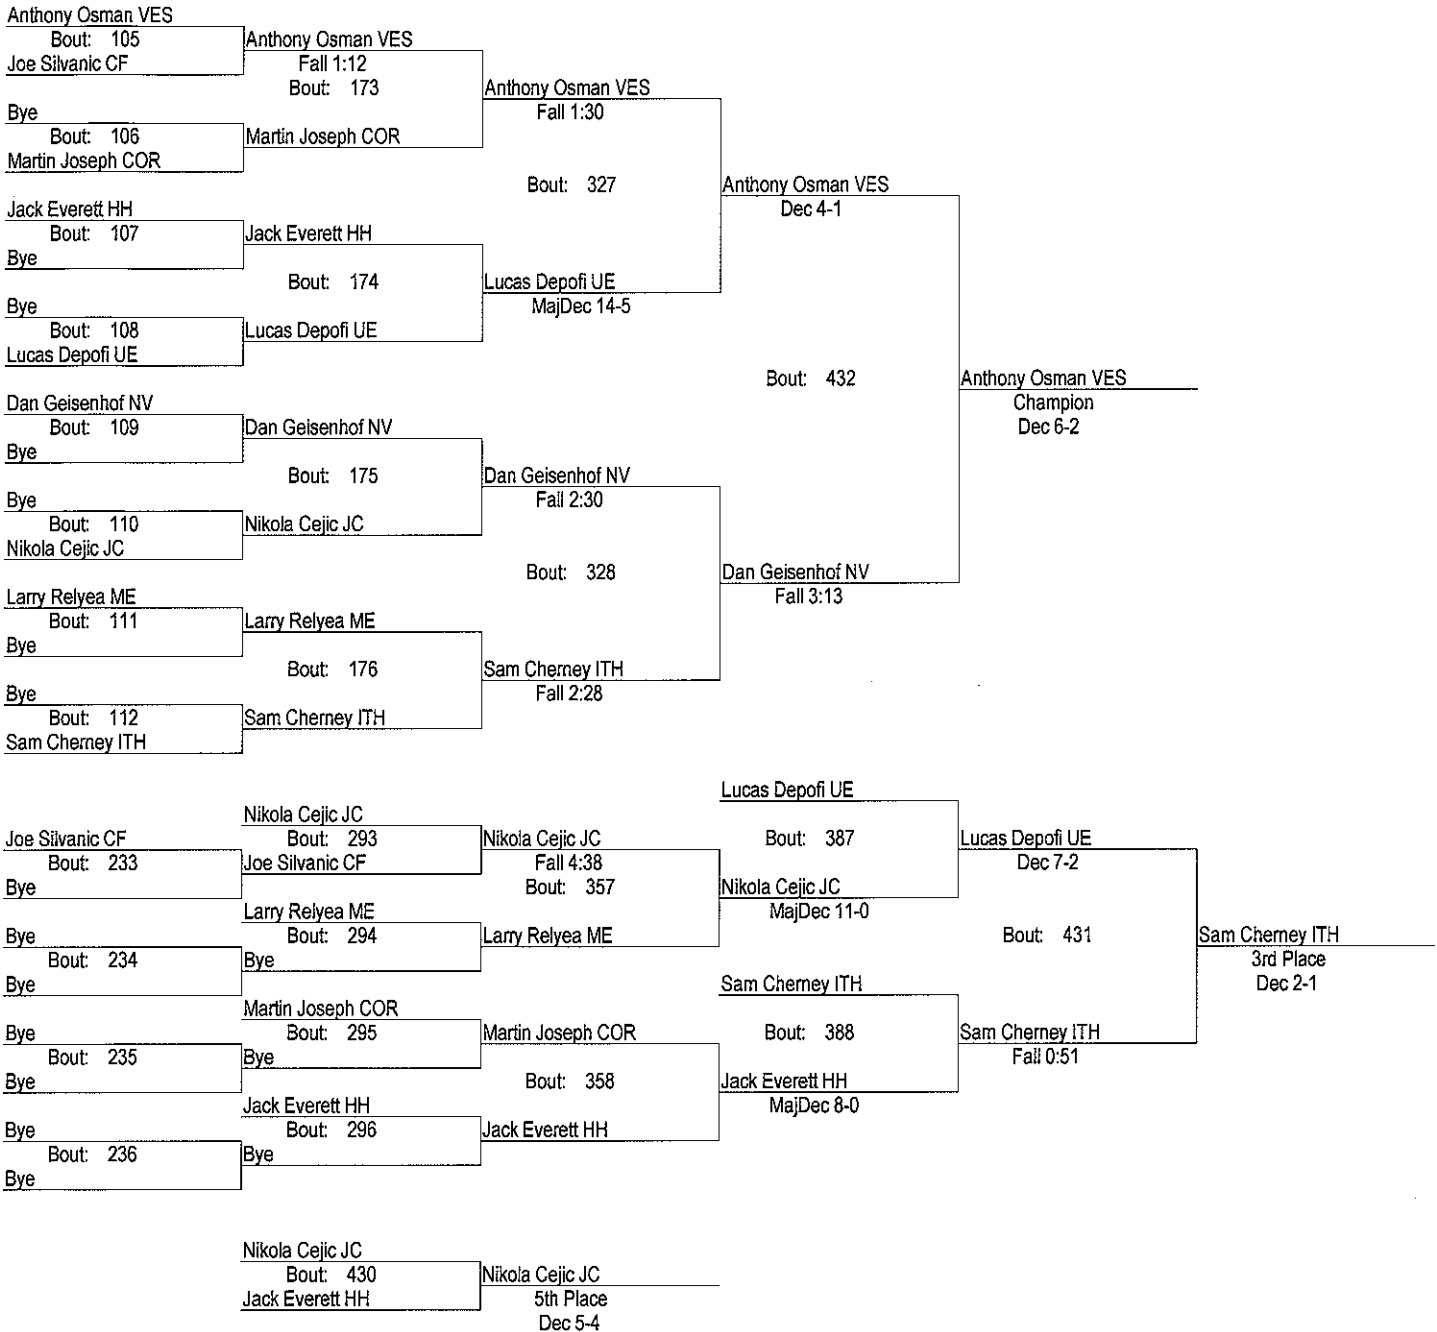 Anthony Osman VES
Bout: 105
Joe Silvanic CF
Anthony Osman VES
Fall 1:12
Bout: 173
Bye
Bout: 106
Martin Joseph COR
Martin Joseph COR
Anthony Osman VES
Fall 1:30
Bout: 327
Jack Everett HH
Bout: 107
Bye
Jack Everett HH
Bout: 174
Bye
Bout: 108
Lucas Depofi UE
Lucas Depofi UE
Lucas Depofi UE
MajDec 14-5
Anthony Osman VES
Dec 4-1
Bout: 432
Anthony Osman VES
Champion
Dec 6-2
Dan Geisenhof NV
Bout: 109
Bye
Dan Geisenhof NV
Bout: 175
Bye
Bout: 110
Nikola Cejic JC
Nikola Cejic JC
Dan Geisenhof NV
Fall 2:30
Bout: 328
Dan Geisenhof NV
Fall 3:13
Larry Relyea ME
Bout: 111
Bye
Larry Relyea ME
Bout: 176
Bye
Bout: 112
Sam Cherney ITH
Sam Cherney ITH
Sam Cherney ITH
Fall 2:28
Joe Silvanic CF
Bout: 233
Bye
Nikola Cejic JC
Bout: 293
Joe Silvanic CF
Nikola Cejic JC
Fall 4:38
Bout: 357
Bye
Bout: 234
Bye
Larry Relyea ME
Bout: 294
Bye
Larry Relyea ME
Lucas Depofi UE
Bout: 387
Nikola Cejic JC
MajDec 11-0
Lucas Depofi UE
Dec 7-2
Bout: 431
Sam Cherney ITH
3rd Place
Dec 2-1
Bye
Bout: 235
Bye
Martin Joseph COR
Bout: 295
Bye
Martin Joseph COR
Bout: 358
Bye
Bout: 236
Bye
Jack Everett HH
Bout: 296
Bye
Jack Everett HH
Sam Cherney ITH
Bout: 388
Jack Everett HH
MajDec 8-0
Sam Cherney ITH
Fall 0:51
Nikola Cejic JC
Bout: 430
Jack Everett HH
Nikola Cejic JC
5th Place
Dec 5-4